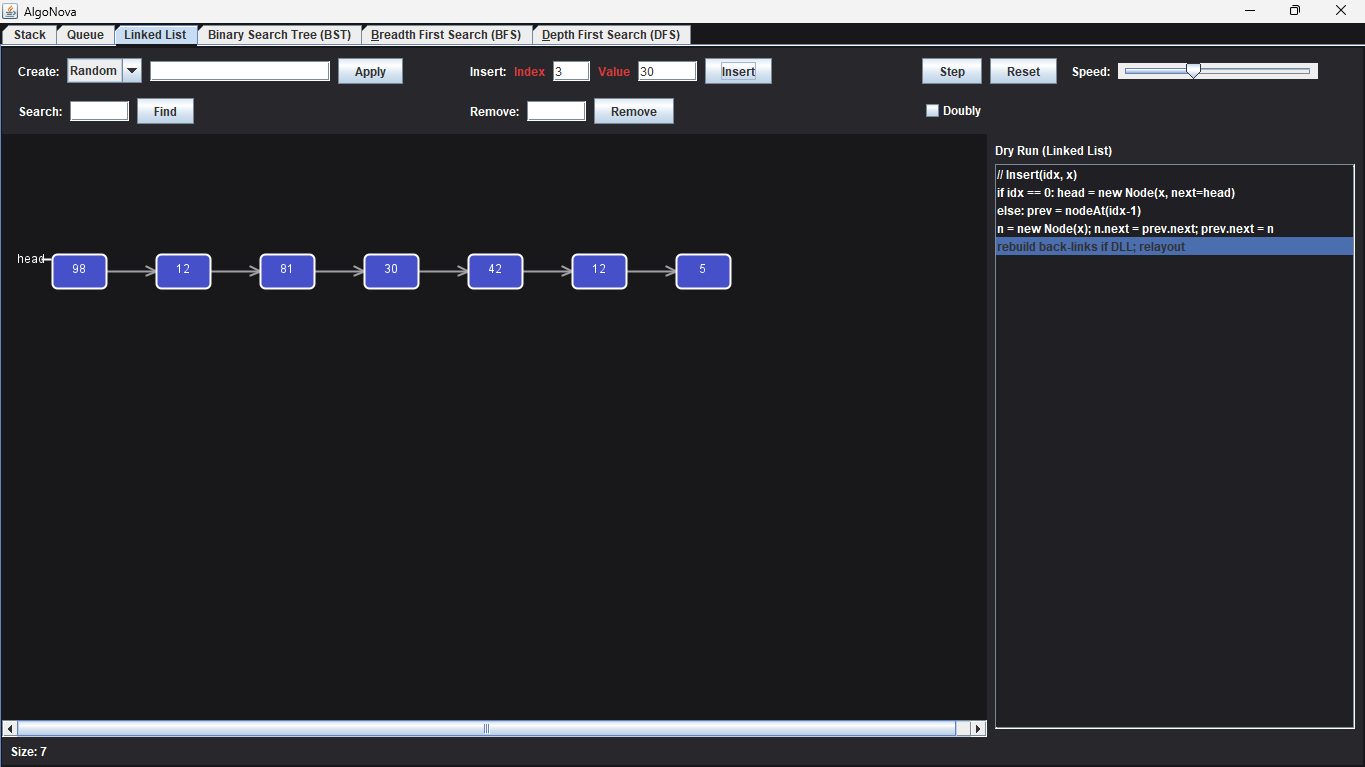 AlgoNova
Stack Queue Linked List Binary Search Tree (BST) Breadth First Search (BFS) Depth First Search (DFS)
Create: Random Apply Insert: Index 3 Value 30 Insert Step Reset Speed:
Search: Find Remove: Remove Doubly
Dry Run (Linked List)
// Insert(idx, x)
if idx == 0: head = new Node(x, next=head)
else: prev = nodeAt(idx-1)
n = new Node(x); n.next = prev.next; prev.next = n
rebuild back-links if DLL; relayout
head 98 12 81 30 42 12 5
Size: 7